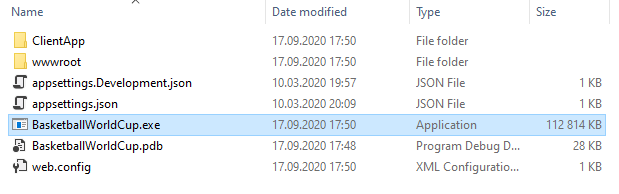 Name Date modified Type Size
ClientApp 17.09.2020 17:50 File folder
wwwroot 17.09.2020 17:50 File folder
appsettings.Development.json 10.03.2020 19:57 JSON File 1 KB
appsettings.json 10.03.2020 20:09 JSON File 1 KB
BasketballWorldCup.exe 17.09.2020 17:50 Application 112 814 KB
BasketballWorldCup.pdb 17.09.2020 17:48 Program Debug D... 28 KB
web.config 17.09.2020 17:50 XML Configuratio... 1 KB